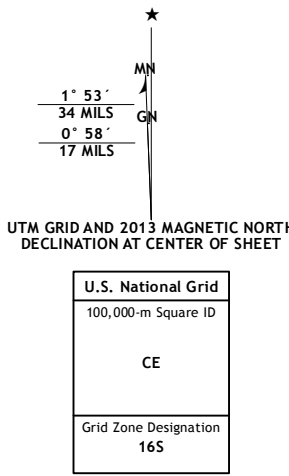 MN
1° 53´
34 MILS
GN
0° 58´
17 MILS
UTM GRID AND 2013 MAGNETIC NORTH
DECLINATION AT CENTER OF SHEET
U.S. National Grid
100,000-m Square ID
CE
Grid Zone Designation
16S